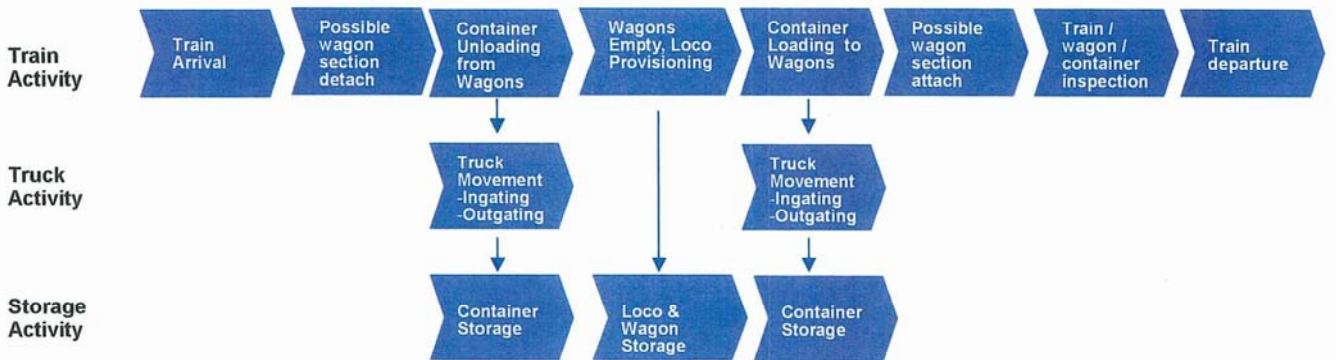 Train
Activity
Train
Arrival
Possible
wagon
section
detach
Container
Unloading
from
Wagons
Wagons
Empty, Loco
Provisioning
Container
Loading to
Wagons
Possible
wagon
section
attach
Train /
wagon /
container
inspection
Train
departure
Truck
Activity
Truck
Movement
-Ingating
-Outgating
Truck
Movement
-Ingating
-Outgating
Storage
Activity
Container
Storage
Loco &
Wagon
Storage
Container
Storage